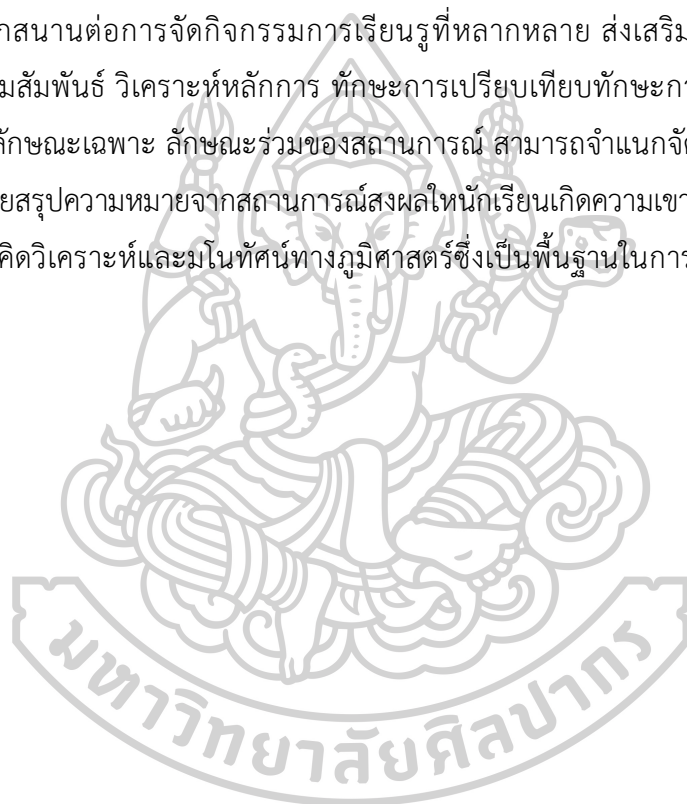 กสนานต่อการจัดกิจกรรมการเรียนรูที่หลากหลาย ส่งเสริม
มสัมพันธ์ วิเคราะห์หลักการ ทักษะการเปรียบเทียบทักษะกา
ลักษณะเฉพาะ ลักษณะร่วมของสถานการณ์ สามารถจำแนกจัด
ยสรุปความหมายจากสถานการณ์สงผลใหนักเรียนเกิดความเขา
คิดวิเคราะห์และมโนทัศน์ทางภูมิศาสตร์ซึ่งเป็นพื้นฐานในการ
มหาวิทยาลัยศิลปากร